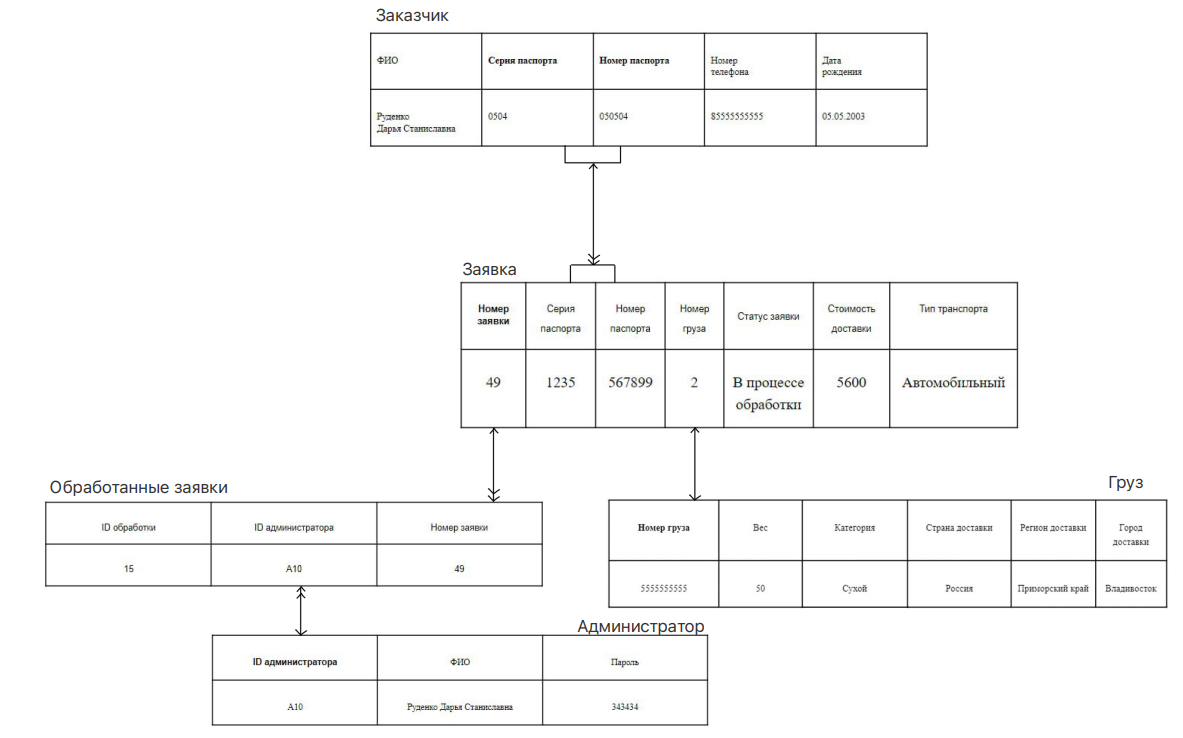 Заказчик
ФИО Серия паспорта Номер паспорта Номер Дата
телефона рождения
Руденко 0504 050504 85555555555 05.05.2003
Дарья Станиславна
Заявка
Номер Серия Номер Номер Статус заявки Стоимость Тип транспорта
заявки паспорта паспорта груза доставки
49 1235 567899 2 В процессе 5600 Автомобильный
обработки
Обработанные заявки
ID обработки ID администратора Номер заявки
15 А10 49
Груз
Номер груза Вес Категория Страна доставки Регион доставки Город
доставки
5555555555 50 Сухой Россия Приморский край Владивосток
Администратор
ID администратора ФИО Пароль
А10 Руденко Дарья Станиславна 343434